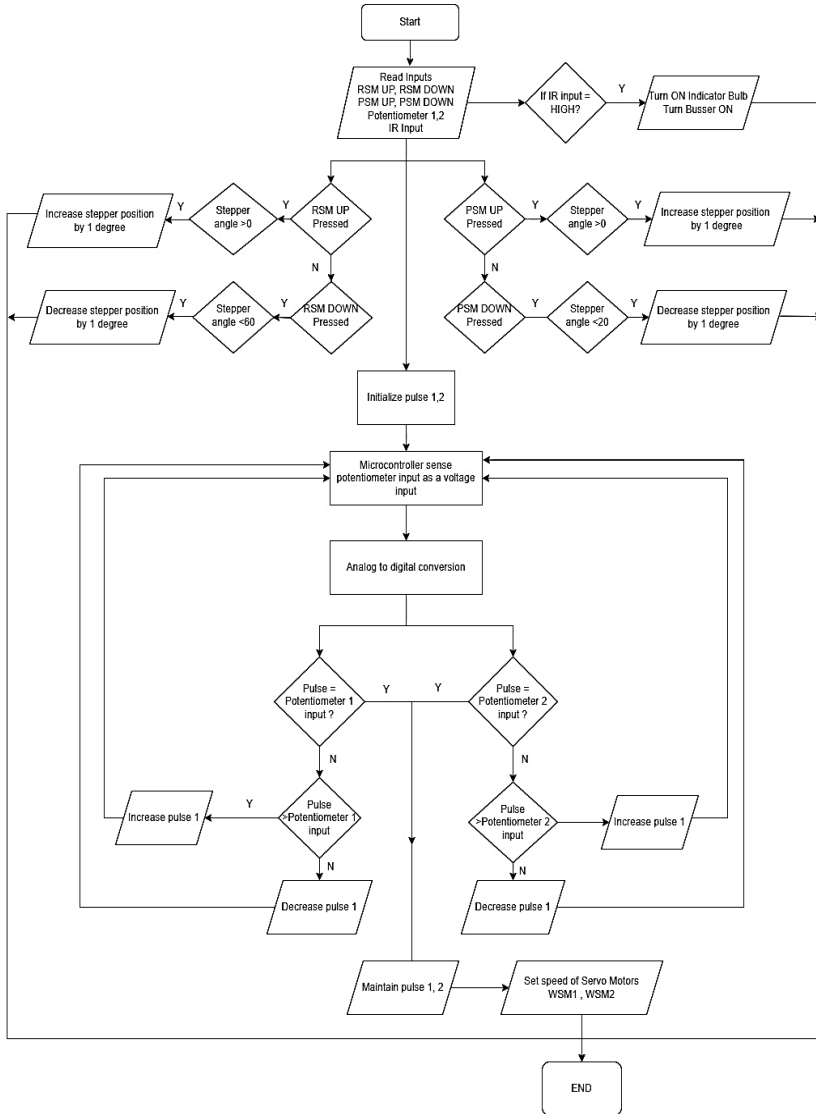 Start
Read Inputs
RSM UP, RSM DOWN
PSM UP, PSM DOWN
Potentiometer 1,2
IR Input
If IR input =
HIGH?
Y
Turn ON Indicator Bulb
Turn Busser ON
Increase stepper position
by 1 degree
Y
Stepper
angle >0
Y
RSM UP
Pressed
PSM UP
Pressed
Y
Stepper
angle >0
Y
Increase stepper position
by 1 degree
N
N
Decrease stepper position
by 1 degree
Y
Stepper
angle <60
Y
RSM DOWN
Pressed
PSM DOWN
Pressed
Y
Stepper
angle <20
Y
Decrease stepper position
by 1 degree
Initialize pulse 1,2
Microcontroller sense
potentiometer input as a voltage
input
Analog to digital conversion
Pulse =
Potentiometer 1
input ?
Y
Y
Pulse =
Potentiometer 2
input ?
N
N
Increase pulse 1
Y
Pulse
>Potentiometer 1
input
Pulse
>Potentiometer 2
input
Increase pulse 1
N
N
Decrease pulse 1
Decrease pulse 1
Maintain pulse 1, 2
Set speed of Servo Motors
WSM1 , WSM2
END